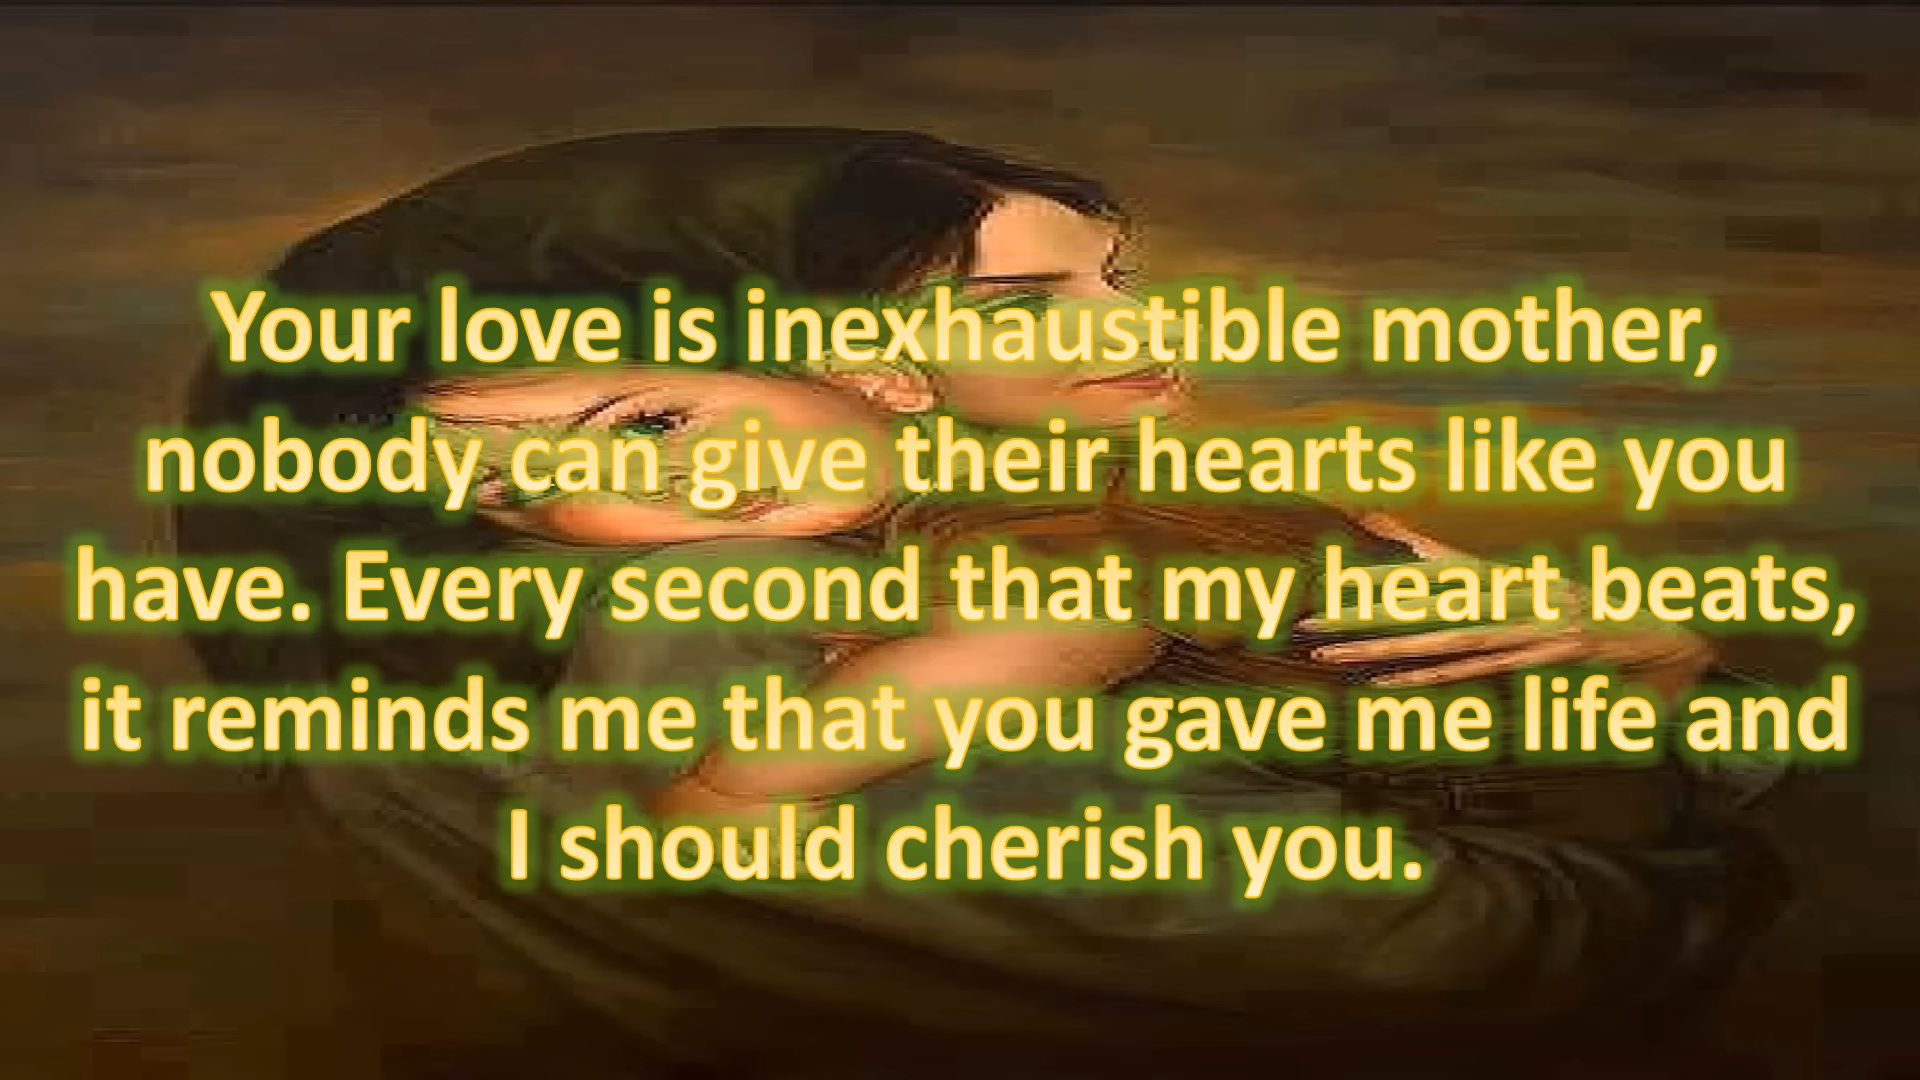 Your love is inexhaustible mother,
nobody can give their hearts like you
have. Every second that my heart beats,
it reminds me that you gave me life and
I should cherish you.